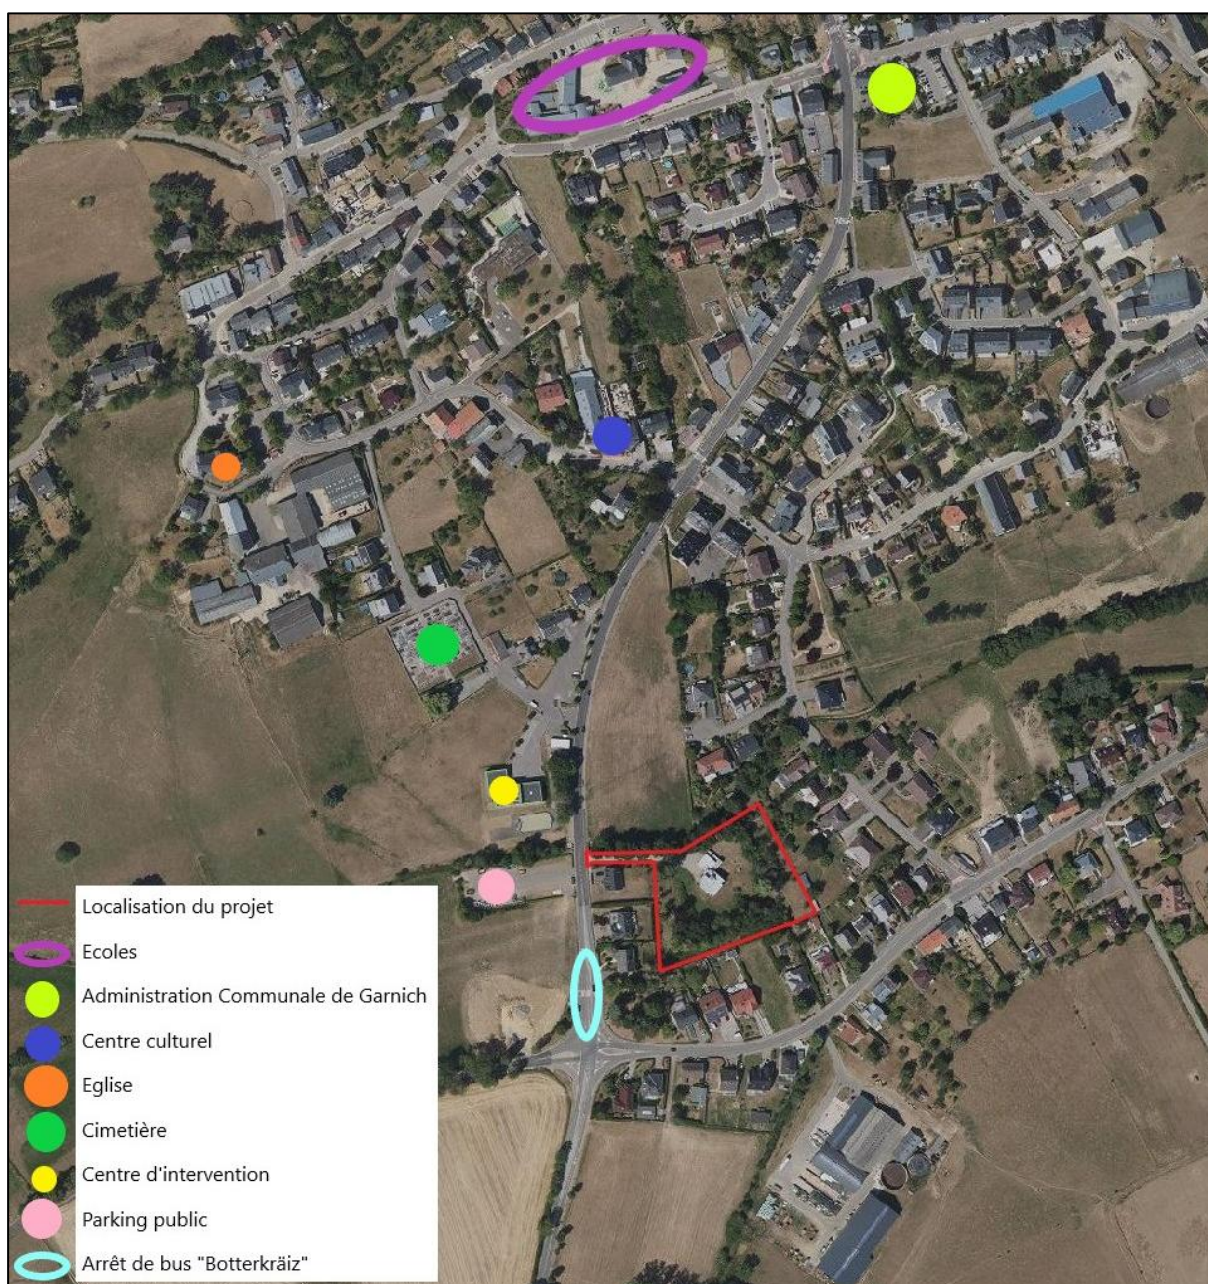 Localisation du projet
Ecoles
Administration Communale de Garnich
Centre culturel
Eglise
Cimetière
Centre d'intervention
Parking public
Arrêt de bus "Botterkräiz"